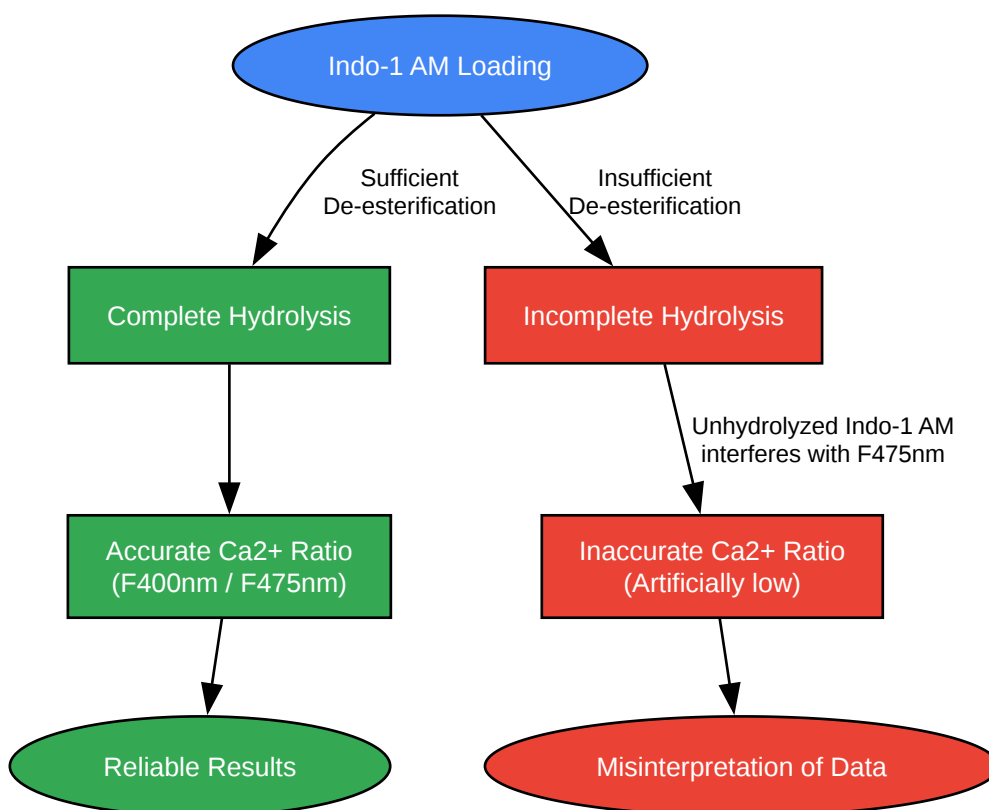 Indo-1 AM Loading
Sufficient
De-esterification
Insufficient
De-esterification
Complete Hydrolysis
Incomplete Hydrolysis
Unhydrolyzed Indo-1 AM
interferes with F475nm
Accurate Ca2+ Ratio
(F400nm / F475nm)
Inaccurate Ca2+ Ratio
(Artificially low)
Reliable Results
Misinterpretation of Data